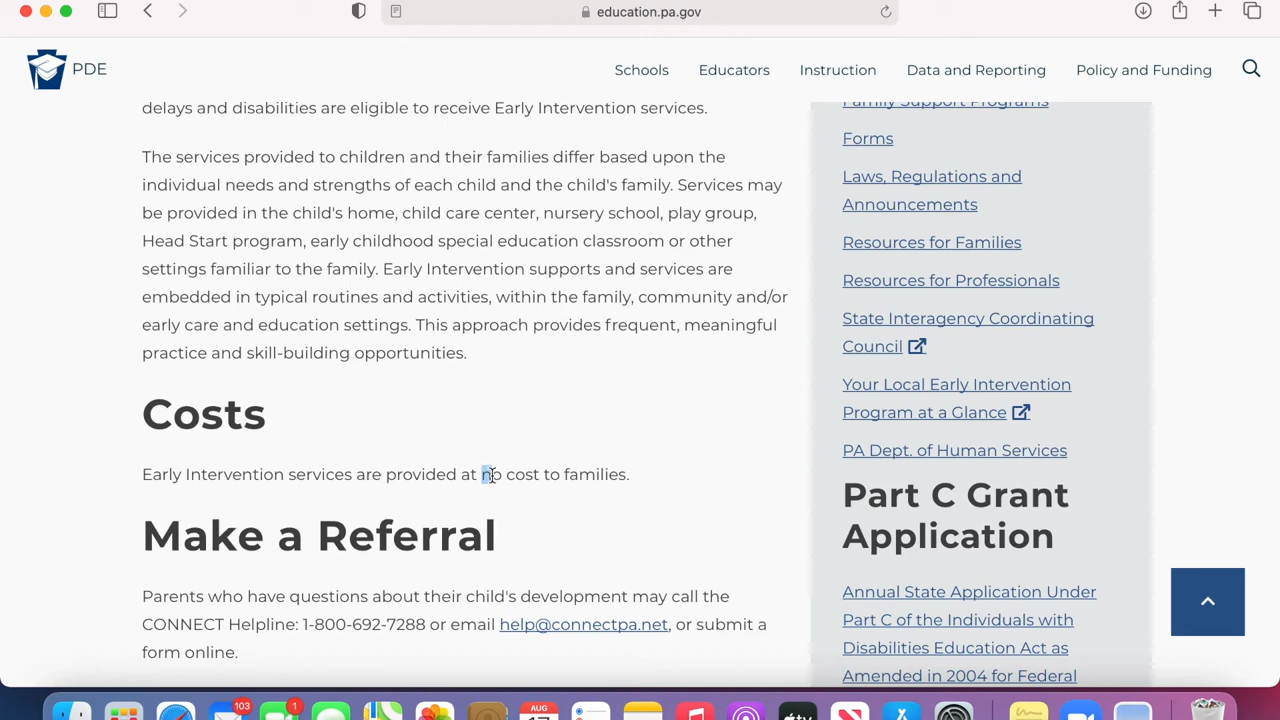 education.pa.gov
PDE
Schools Educators Instruction Data and Reporting Policy and Funding
delays and disabilities are eligible to receive Early Intervention services.
The services provided to children and their families differ based upon the
individual needs and strengths of each child and the child's family. Services may
be provided in the child's home, child care center, nursery school, play group,
Head Start program, early childhood special education classroom or other
settings familiar to the family. Early Intervention supports and services are
embedded in typical routines and activities, within the family, community and/or
early care and education settings. This approach provides frequent, meaningful
practice and skill-building opportunities.
Costs
Early Intervention services are provided at no cost to families.
Make a Referral
Parents who have questions about their child's development may call the
CONNECT Helpline: 1-800-692-7288 or email help@connectpa.net, or submit a
form online.
Family Support Programs
Forms
Laws, Regulations and
Announcements
Resources for Families
Resources for Professionals
State Interagency Coordinating
Council
Your Local Early Intervention
Program at a Glance
PA Dept. of Human Services
Part C Grant
Application
Annual State Application Under
Part C of the Individuals with
Disabilities Education Act as
Amended in 2004 for Federal
103
1
AUG
17
tv